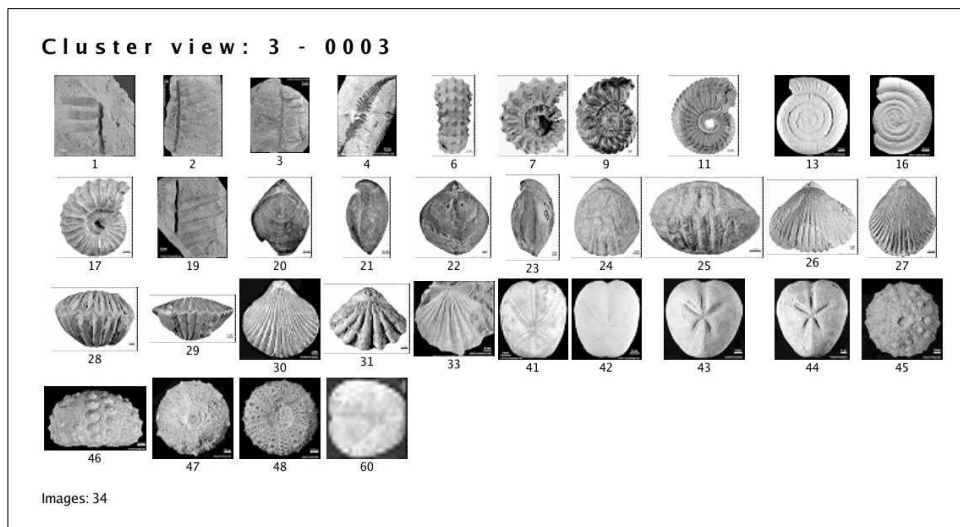 Cluster view: 3 - 0003
1 2 3 4 6 7 9 11 13 16
17 19 20 21 22 23 24 25 26 27
28 29 30 31 33 41 42 43 44 45
46 47 48 60
Images: 34